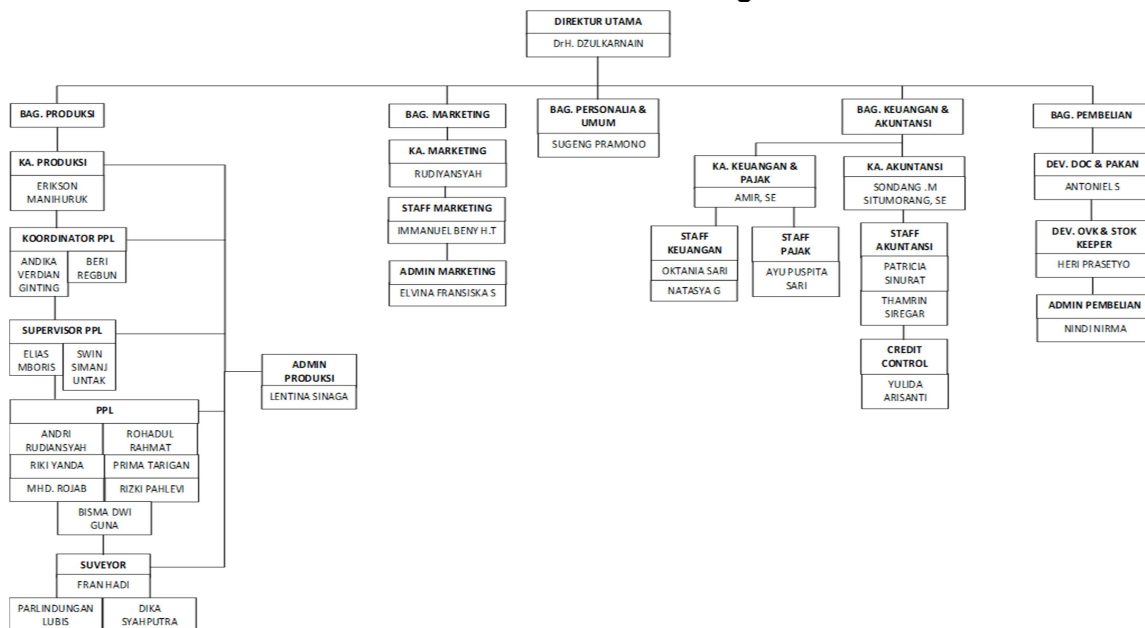 DIREKTUR UTAMA
DrH. DZULKARNAIN
BAG. PRODUKSI
KA. PRODUKSI
ERIKSON
MANIHURUK
KOORDINATOR PPL
ANDIKA
VERDIAN
GINTING
BERI
REGBUN
SUPERVISOR PPL
ELIAS
MBORIS
SWIN
SIMANJ
UNTAK
PPL
ANDRI
RUDIANSYAH
ROHADUL
RAHMAT
RIKI YANDA
PRIMA TARIGAN
MHD. ROJAB
RIZKI PAHLEVI
BISMA DWI
GUNA
SUVEYOR
FRAN HADI
PARLINDUNGAN
LUBIS
DIKA
SYAHPUTRA
ADMIN
PRODUKSI
LENTINA SINAGA
BAG. MARKETING
KA. MARKETING
RUDIYANSYAH
STAFF MARKETING
IMMANUEL BENY H.T
ADMIN MARKETING
ELVINA FRANSISKA S
BAG. PERSONALIA &
UMUM
SUGENG PRAMONO
BAG. KEUANGAN &
AKUNTANSI
KA. KEUANGAN &
PAJAK
AMIR, SE
STAFF
KEUANGAN
OKTANIA SARI
NATASYA G
STAFF
PAJAK
AYU PUSPITA
SARI
KA. AKUNTANSI
SONDANG .M
SITUMORANG, SE
STAFF
AKUNTANSI
PATRICIA
SINURAT
THAMRIN
SIREGAR
CREDIT
CONTROL
YULIDA
ARISANTI
BAG. PEMBELIAN
DEV. DOC & PAKAN
ANTONIEL S
DEV. OVK & STOK
KEEPER
HERI PRASETYO
ADMIN PEMBELIAN
NINDI NIRMA